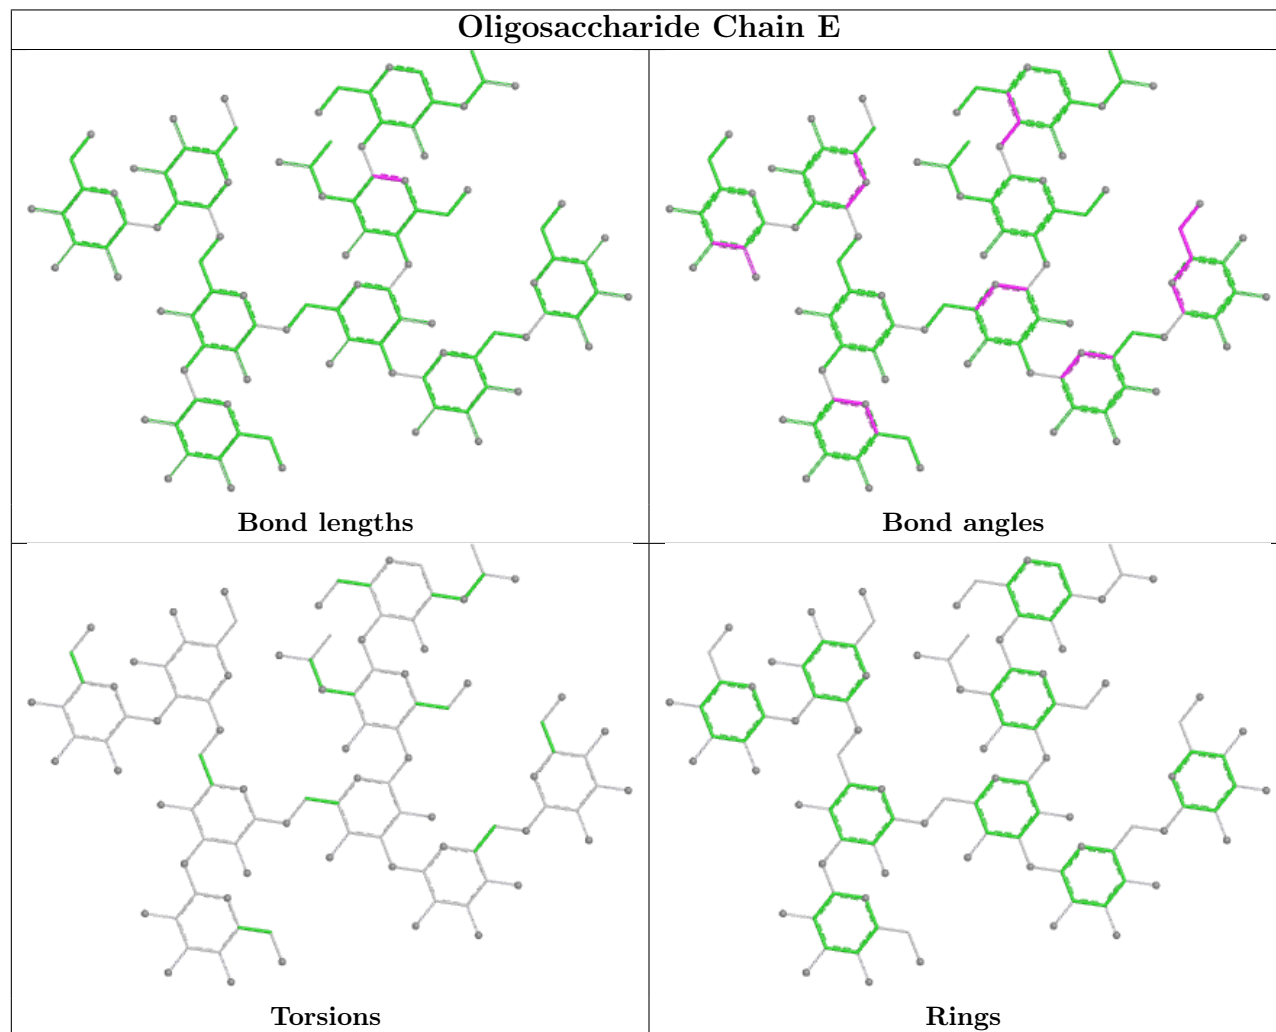 Oligosaccharide Chain E
Bond lengths
Bond angles
Torsions
Rings